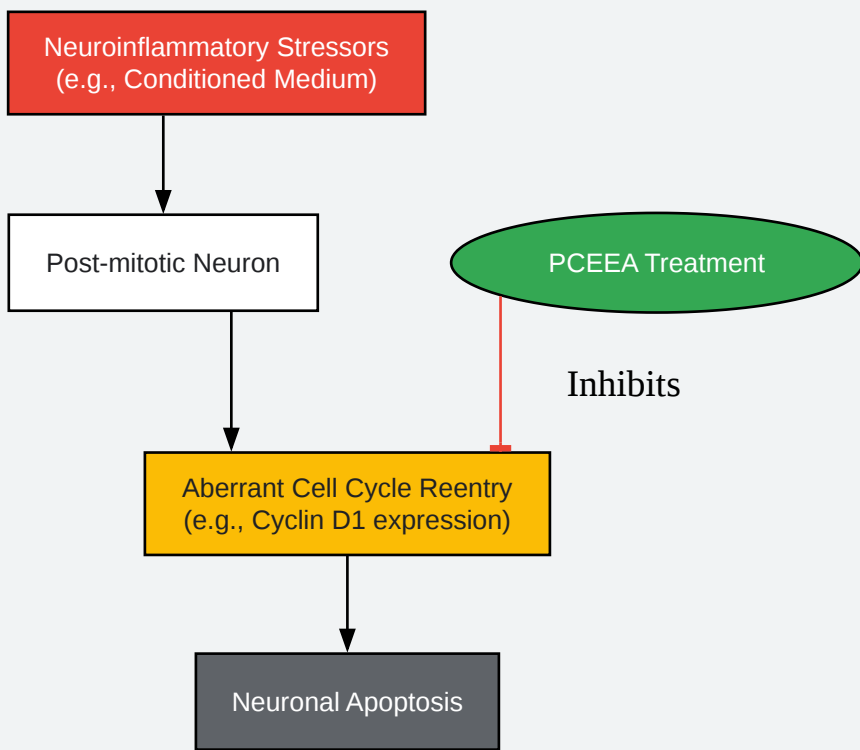 Neuroinflammatory Stressors
(e.g., Conditioned Medium)
Post-mitotic Neuron
PCEEA Treatment
Inhibits
Aberrant Cell Cycle Reentry
(e.g., Cyclin D1 expression)
Neuronal Apoptosis